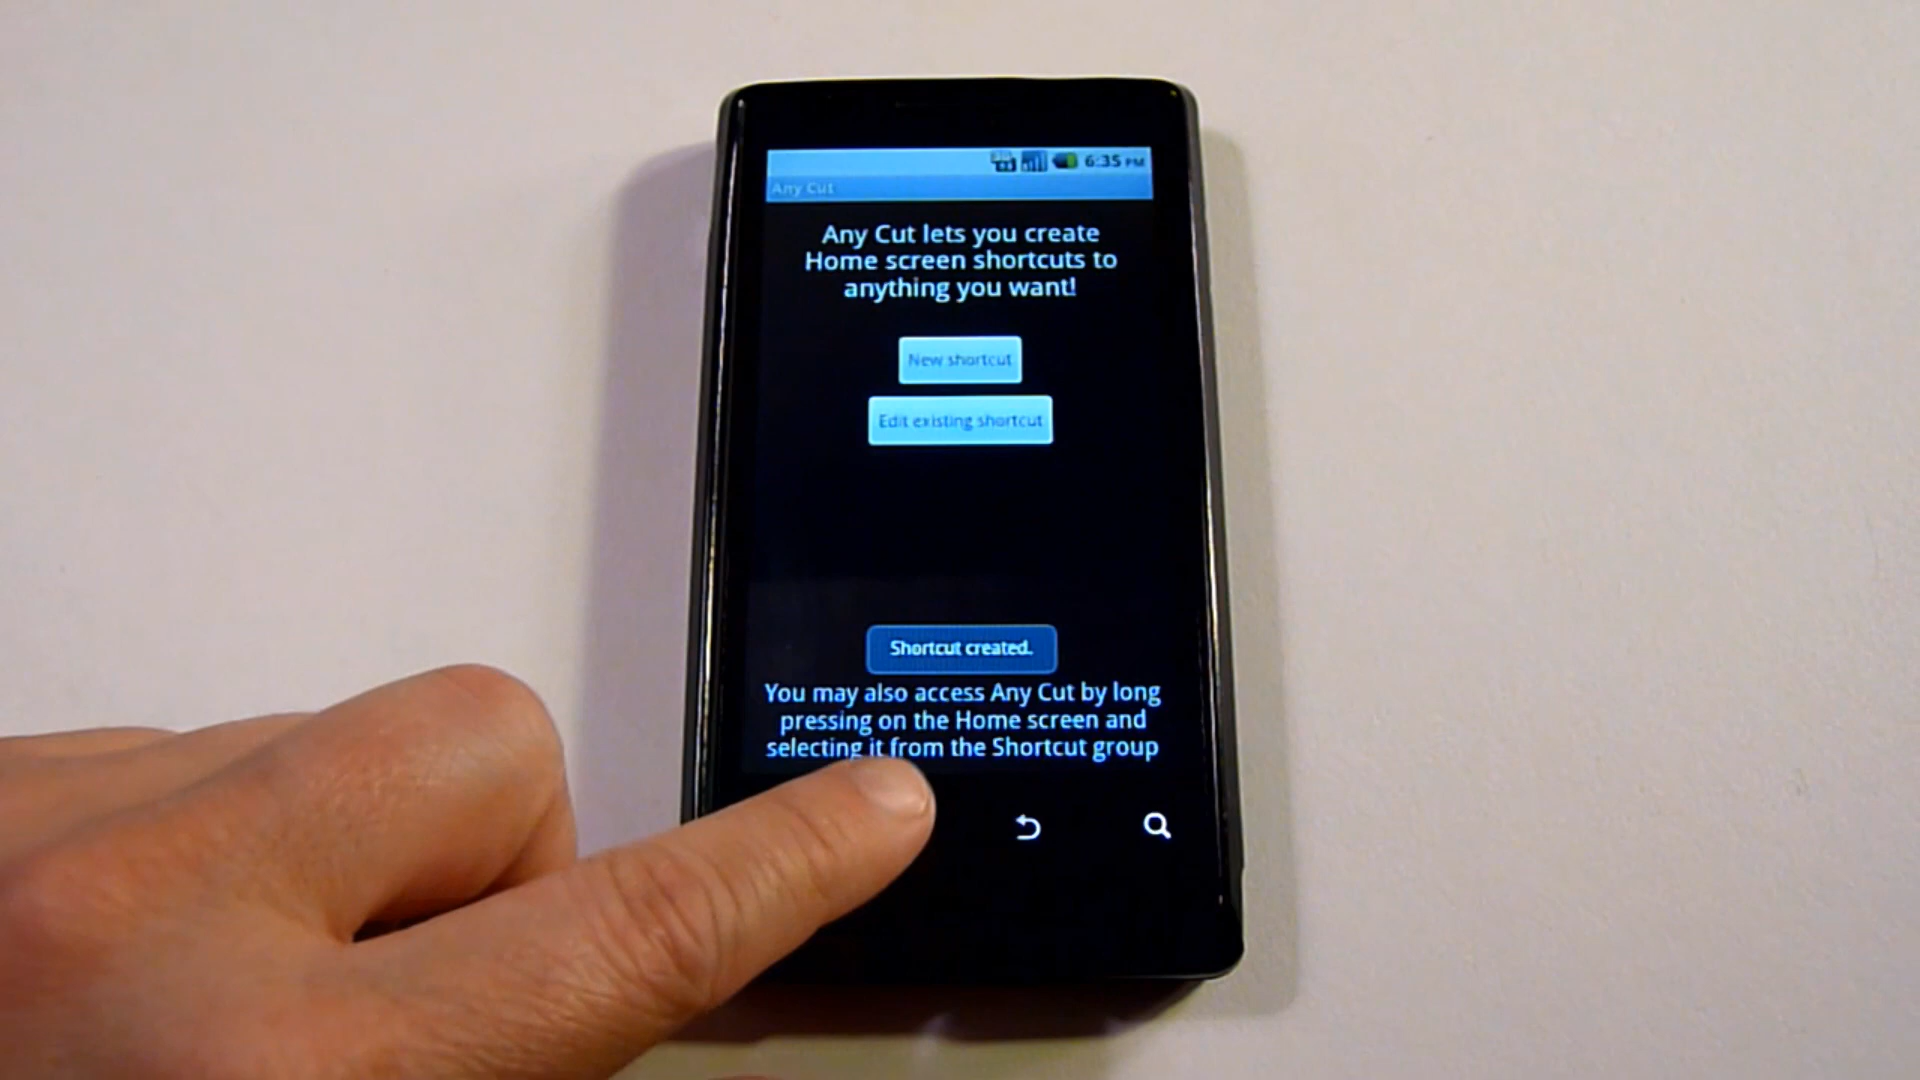 6:35 PM
Any Cut
Any Cut lets you create
Home screen shortcuts to
anything you want!
New shortcut
Edit existing shortcut
Shortcut created.
You may also access Any Cut by long
pressing on the Home screen and
selecting it from the Shortcut group